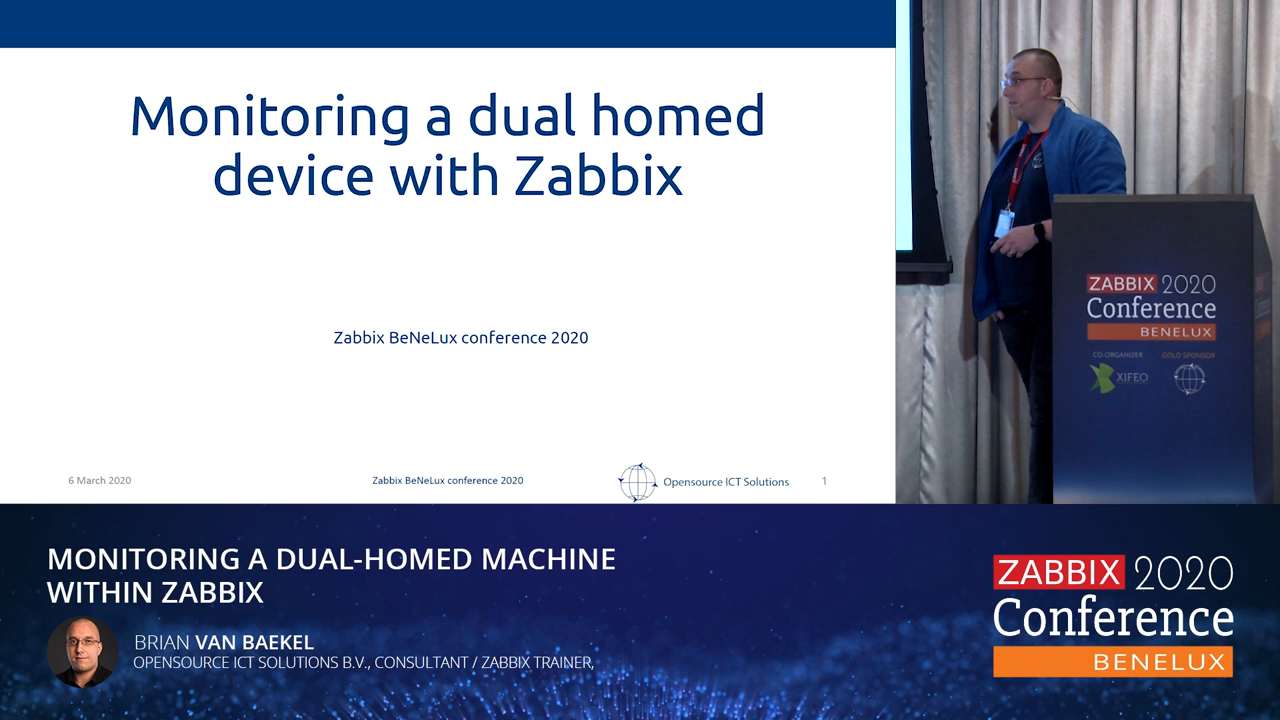 Monitoring a dual homed
device with Zabbix
Zabbix BeNeLux conference 2020
6 March 2020
Zabbix BeNeLux conference 2020
Opensource ICT Solutions
1
ZABBIX 2020
Conference
BENELUX
CO-ORGANIZER
GOLD SPONSOR
XIFEO
MONITORING A DUAL-HOMED MACHINE
WITHIN ZABBIX
BRIAN VAN BAEKEL
OPENSOURCE ICT SOLUTIONS B.V., CONSULTANT / ZABBIX TRAINER,
ZABBIX 2020
Conference
BENELUX